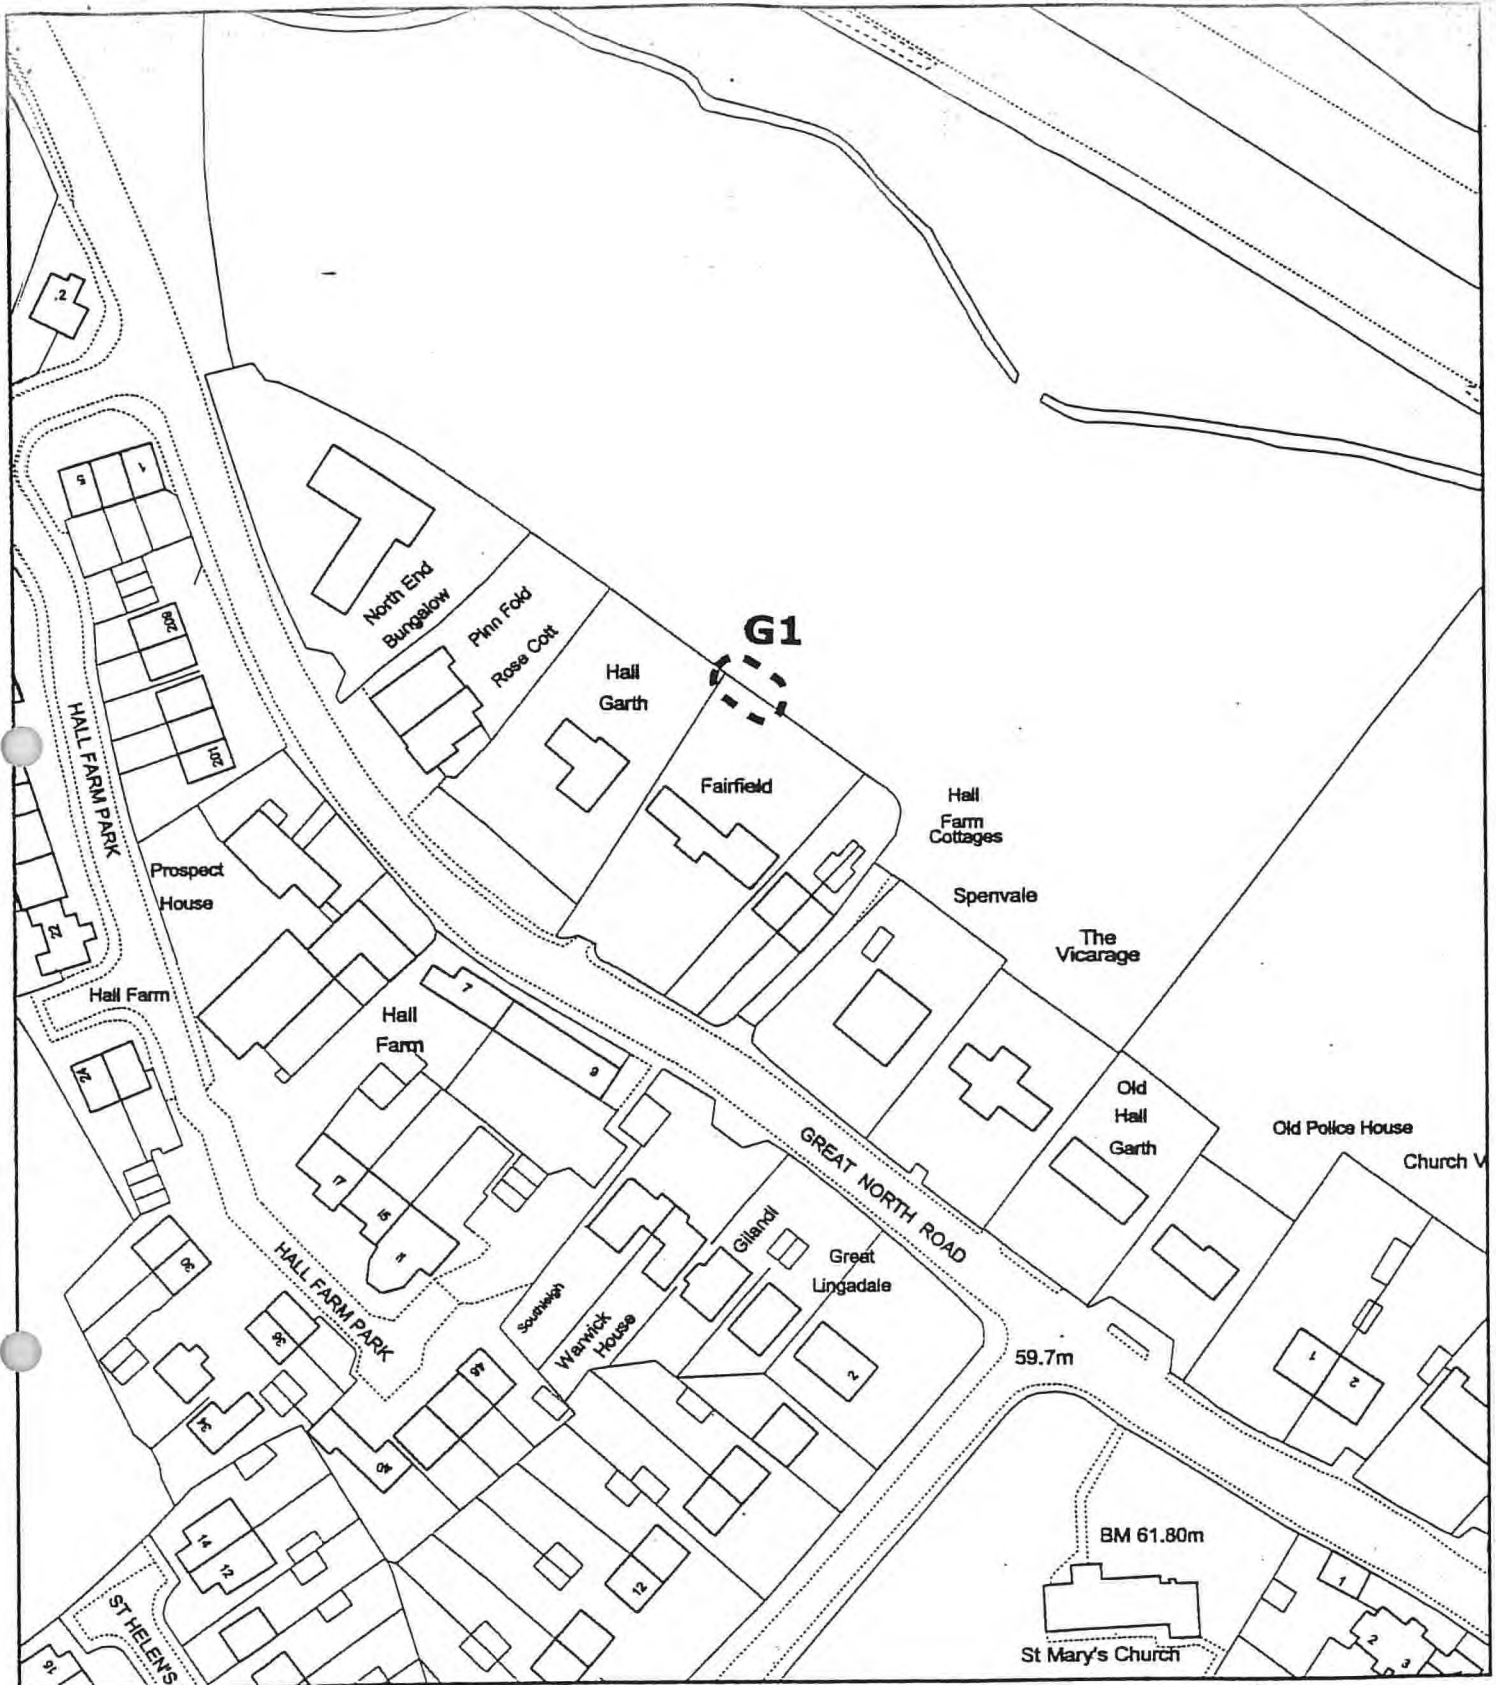 2
1
5
North End
Bungalow
Pinn Fold
Rose Cott
G1
209
Hall
Garth
201
HALL FARM PARK
Fairfield
Hall
Farm
Cottages
Prospect
House
Spenvale
22
The
Vicarage
Hall Farm
7
Hall
Farm
9
24
Old
Hall
Garth
Old Police House
Church V
GREAT NORTH ROAD
17
15
11
30
Gilandi
Great
Lingadale
HALL FARM PARK
Southleigh
Warwick
House
36
59.7m
1
2
2
46
34
40
14
12
BM 61.80m
12
1
2
3
ST HELEN'S
16
St Mary's Church